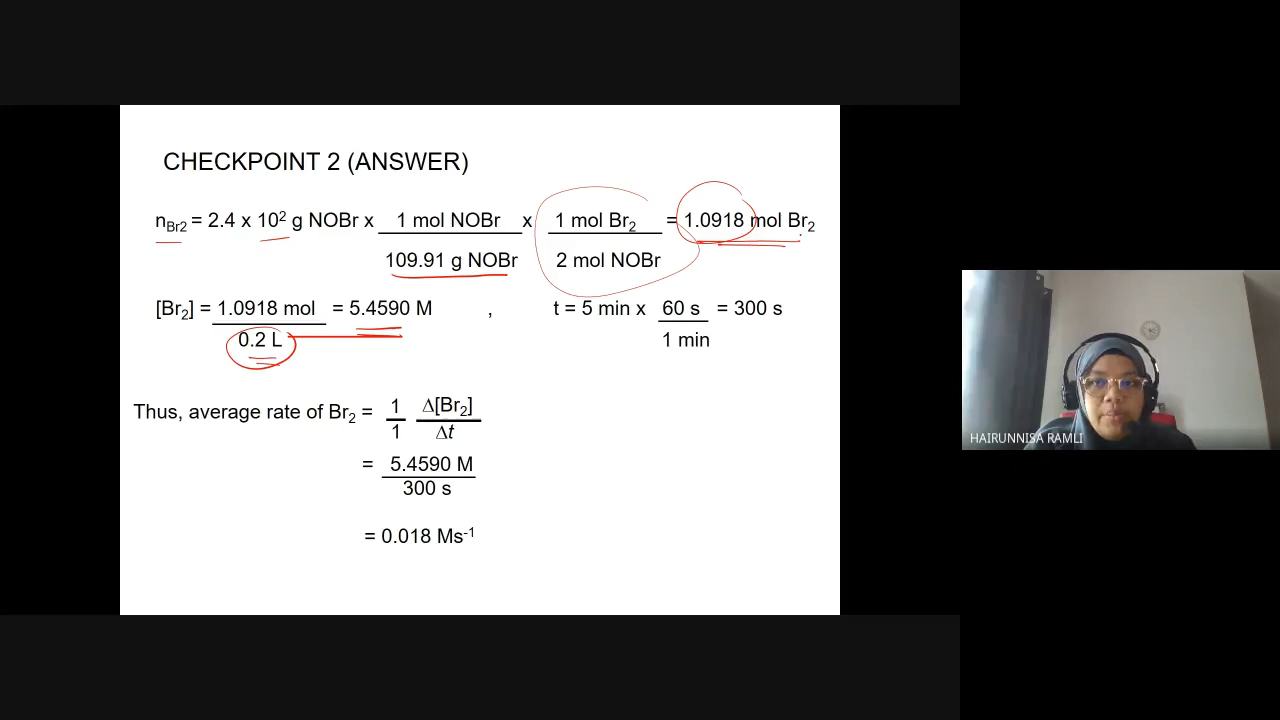 CHECKPOINT 2 (ANSWER)
nBr2 = 2.4 x 10² g NOBr x 1 mol NOBr x 1 mol Br2 = 1.0918 mol Br2
109.91 g NOBr 2 mol NOBr
[Br2] = 1.0918 mol = 5.4590 M , t = 5 min x 60 s = 300 s
0.2 L 1 min
Thus, average rate of Br2 = 1 Δ[Br2]
1 Δt
= 5.4590 M
300 s
= 0.018 Ms⁻¹
HAIRUNNISA RAMLI